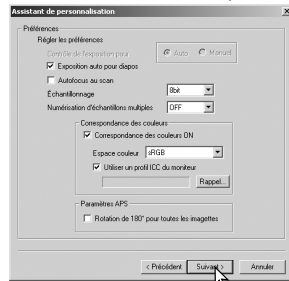 Assistant de personnalisation
Préférences
Régler les préférences
Contrôle de l'exposition pour Auto Manuel
Exposition auto pour diapos
Autofocus au scan
Échantillonnage 8bit
Numérisation d'échantillons multiples OFF
Correspondance des couleurs
Correspondance des couleurs ON
Espace couleur sRGB
Utiliser un profil ICC du moniteur
Rappel...
Paramètres APS
Rotation de 180° pour toutes les imagettes
< Précédent Suivant > Annuler